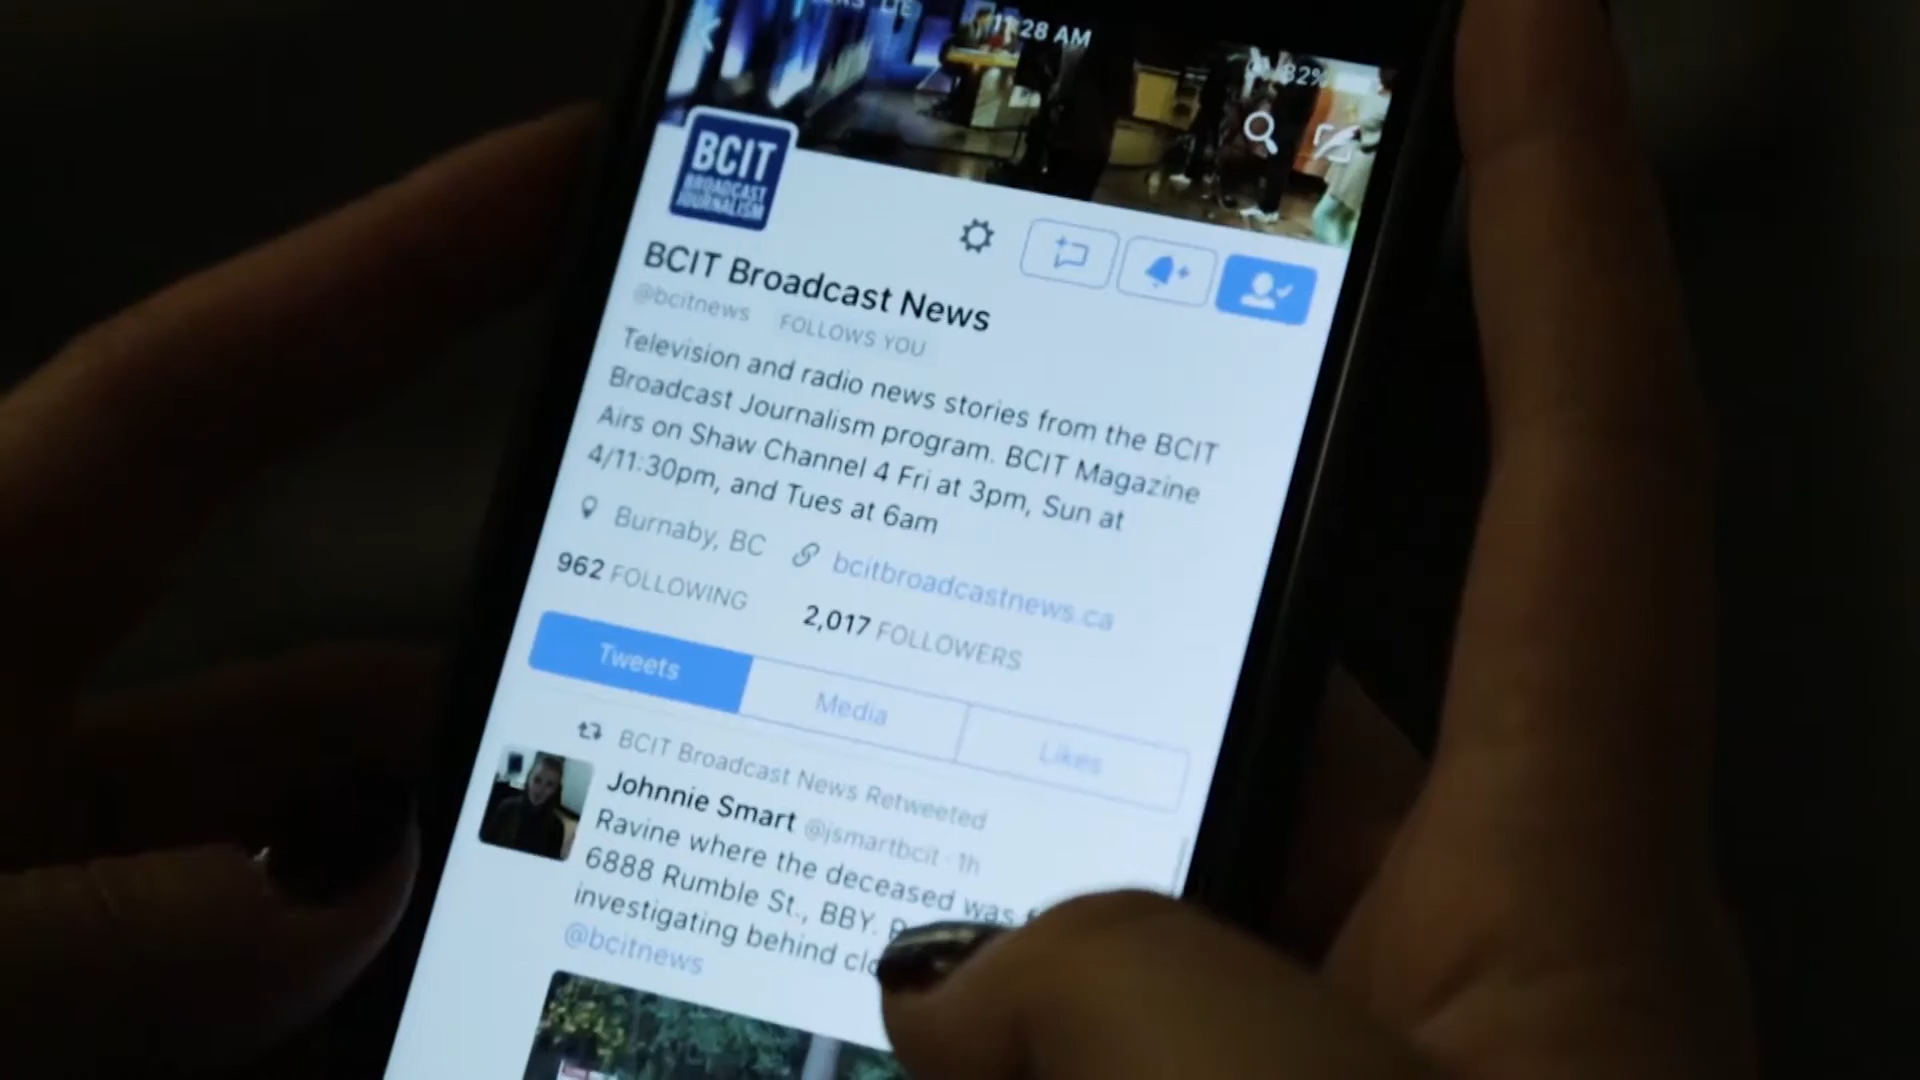 LTE
11:28 AM
82%
BCIT
BROADCAST
JOURNALISM
BCIT Broadcast News
@bcitnews FOLLOWS YOU
Television and radio news stories from the BCIT
Broadcast Journalism program. BCIT Magazine
Airs on Shaw Channel 4 Fri at 3pm, Sun at
4/11:30pm, and Tues at 6am
Burnaby, BC bcitbroadcastnews.ca
962 FOLLOWING 2,017 FOLLOWERS
Tweets Media Likes
BCIT Broadcast News Retweeted
Johnnie Smart @jsmartbcit · 1h
Ravine where the deceased was
6888 Rumble St., BBY.
investigating behind
@bcitnews